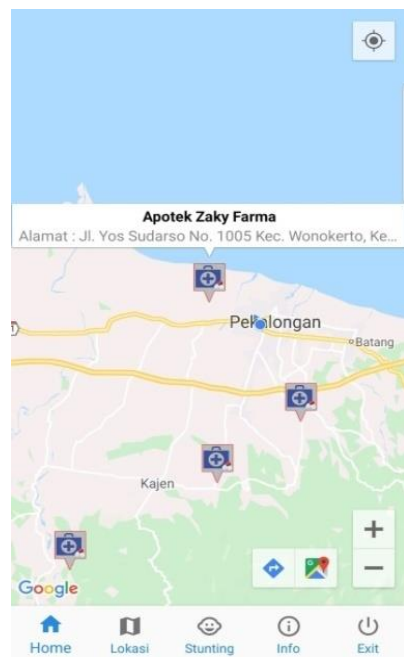 Apotek Zaky Farma
Alamat : Jl. Yos Sudarso No. 1005 Kec. Wonokerto, Ke...
Pekalongan
Batang
Kajen
Google
Home Lokasi Stunting Info Exit